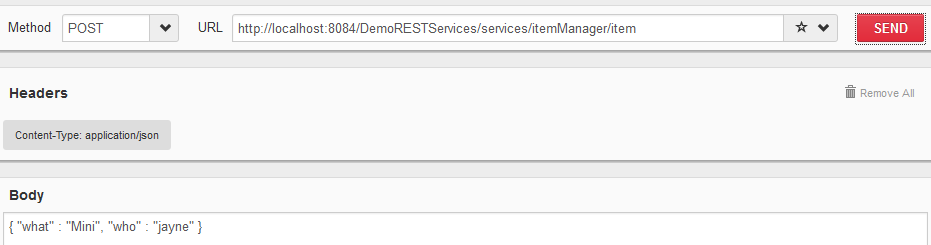 Method POST URL http://localhost:8084/DemoRESTServices/services/itemManager/item SEND
Headers Remove All
Content-Type: application/json
Body
{ "what" : "Mini", "who" : "jayne" }